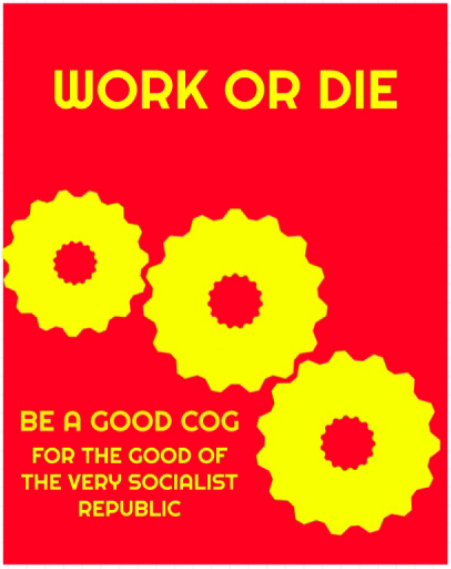 WORK OR DIE
BE A GOOD COG
FOR THE GOOD OF
THE VERY SOCIALIST
REPUBLIC